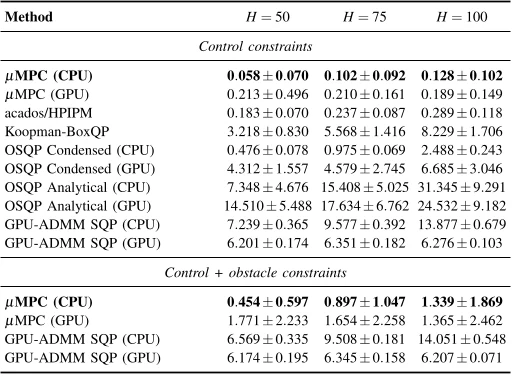 Method H = 50 H = 75 H = 100
Control constraints
μMPC (CPU) 0.058 ± 0.070 0.102 ± 0.092 0.128 ± 0.102
μMPC (GPU) 0.213 ± 0.496 0.210 ± 0.161 0.189 ± 0.149
acados/HPIPM 0.183 ± 0.070 0.237 ± 0.087 0.289 ± 0.118
Koopman-BoxQP 3.218 ± 0.830 5.568 ± 1.416 8.229 ± 1.706
OSQP Condensed (CPU) 0.476 ± 0.078 0.975 ± 0.069 2.488 ± 0.243
OSQP Condensed (GPU) 4.312 ± 1.557 4.579 ± 2.745 6.685 ± 3.046
OSQP Analytical (CPU) 7.348 ± 4.676 15.408 ± 5.025 31.345 ± 9.291
OSQP Analytical (GPU) 14.510 ± 5.488 17.634 ± 6.762 24.532 ± 9.182
GPU-ADMM SQP (CPU) 7.239 ± 0.365 9.577 ± 0.392 13.877 ± 0.679
GPU-ADMM SQP (GPU) 6.201 ± 0.174 6.351 ± 0.182 6.276 ± 0.103
Control + obstacle constraints
μMPC (CPU) 0.454 ± 0.597 0.897 ± 1.047 1.339 ± 1.869
μMPC (GPU) 1.771 ± 2.233 1.654 ± 2.258 1.365 ± 2.462
GPU-ADMM SQP (CPU) 6.569 ± 0.335 9.508 ± 0.181 14.051 ± 0.548
GPU-ADMM SQP (GPU) 6.174 ± 0.195 6.345 ± 0.158 6.207 ± 0.071